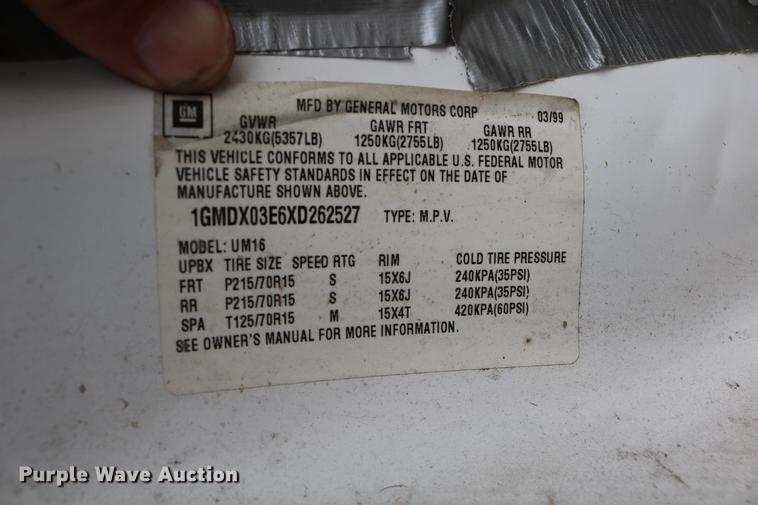 GM
MFD BY GENERAL MOTORS CORP 03/99
GVWR GAWR FRT GAWR RR
2430KG(5357LB) 1250KG(2755LB) 1250KG(2755LB)
THIS VEHICLE CONFORMS TO ALL APPLICABLE U.S. FEDERAL MOTOR
VEHICLE SAFETY STANDARDS IN EFFECT ON THE DATE OF
MANUFACTURE SHOWN ABOVE.
1GMDX03E6XD262527 TYPE: M.P.V.
MODEL: UM16
UPBX TIRE SIZE SPEED RTG RIM COLD TIRE PRESSURE
FRT P215/70R15 S 15X6J 240KPA(35PSI)
RR P215/70R15 S 15X6J 240KPA(35PSI)
SPA T125/70R15 M 15X4T 420KPA(60PSI)
SEE OWNER'S MANUAL FOR MORE INFORMATION.
Purple Wave Auction